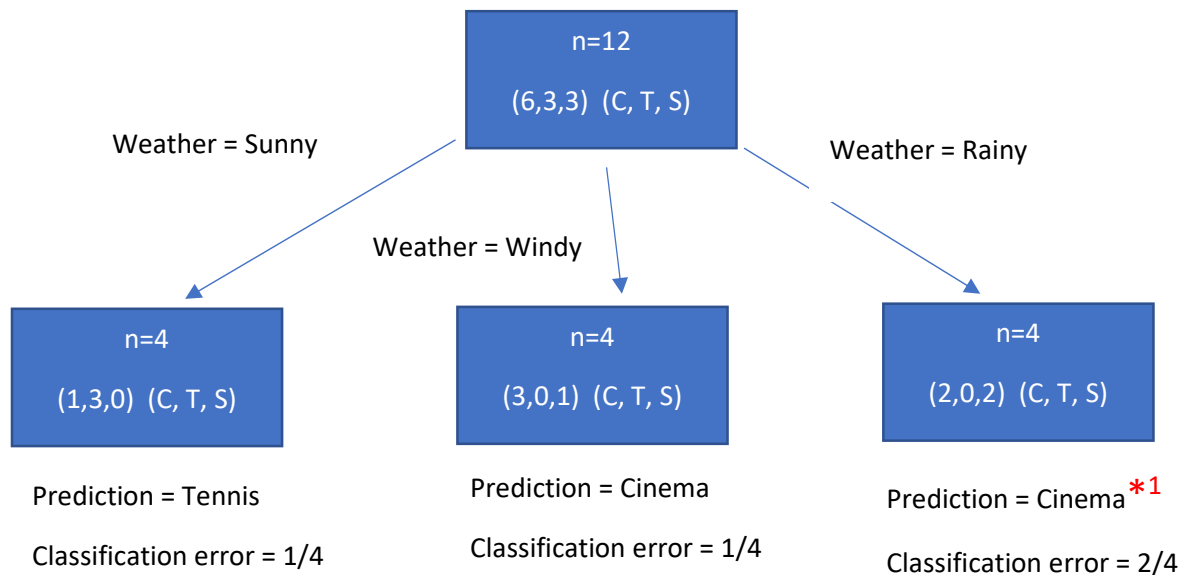 n=12
(6,3,3) (C, T, S)
Weather = Sunny
Weather = Rainy
Weather = Windy
n=4
(1,3,0) (C, T, S)
n=4
(3,0,1) (C, T, S)
n=4
(2,0,2) (C, T, S)
Prediction = Tennis
Classification error = 1/4
Prediction = Cinema
Classification error = 1/4
Prediction = Cinema*1
Classification error = 2/4